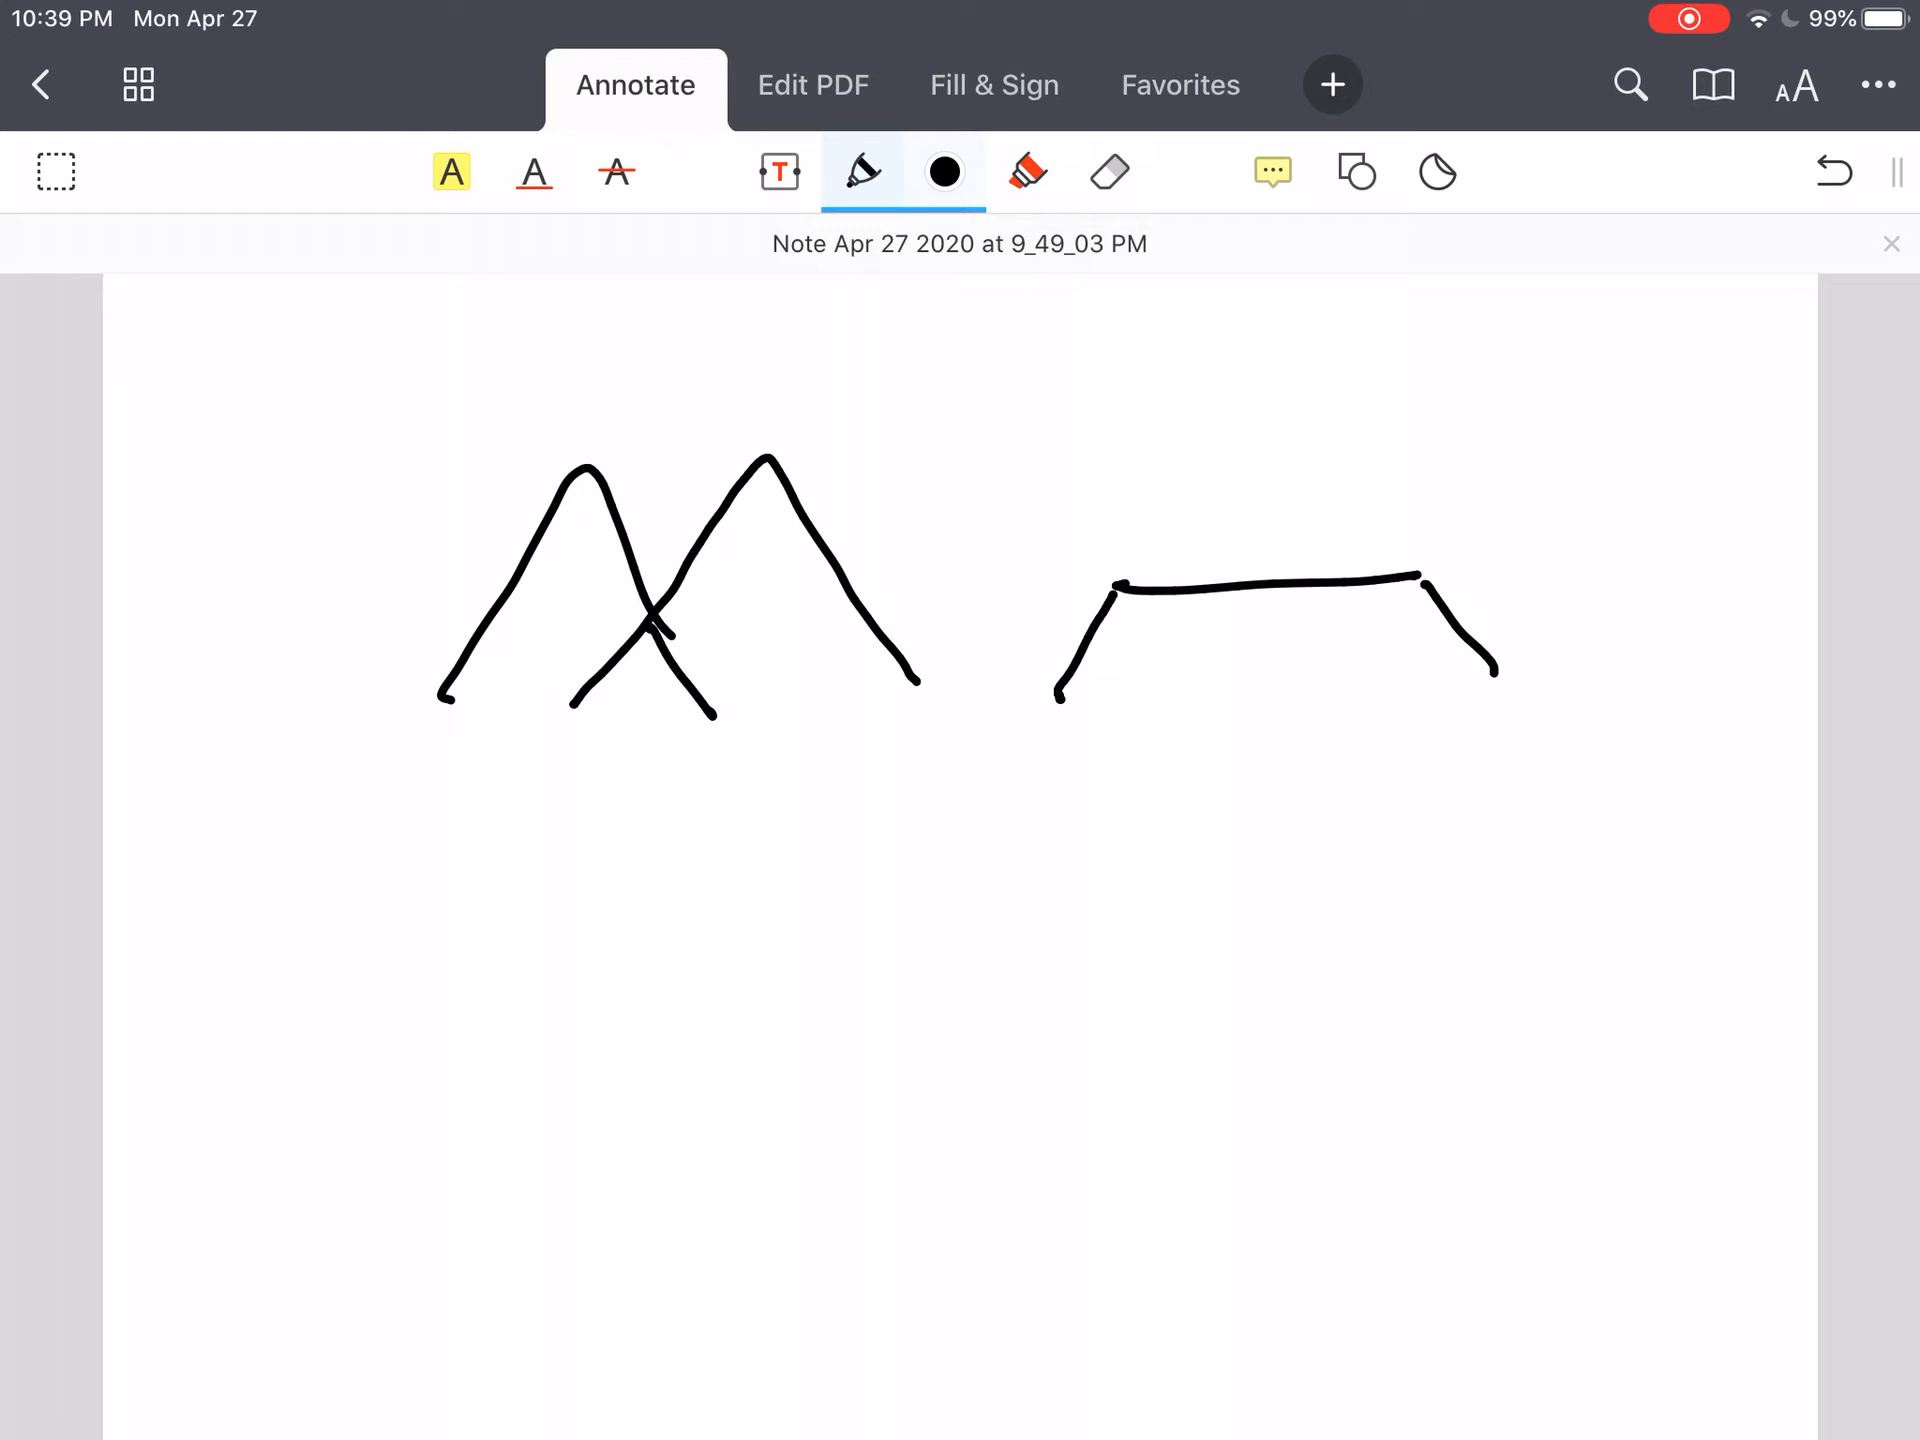 10:39 PM Mon Apr 27 99%
Annotate Edit PDF Fill & Sign Favorites AA
A A A T
Note Apr 27 2020 at 9_49_03 PM